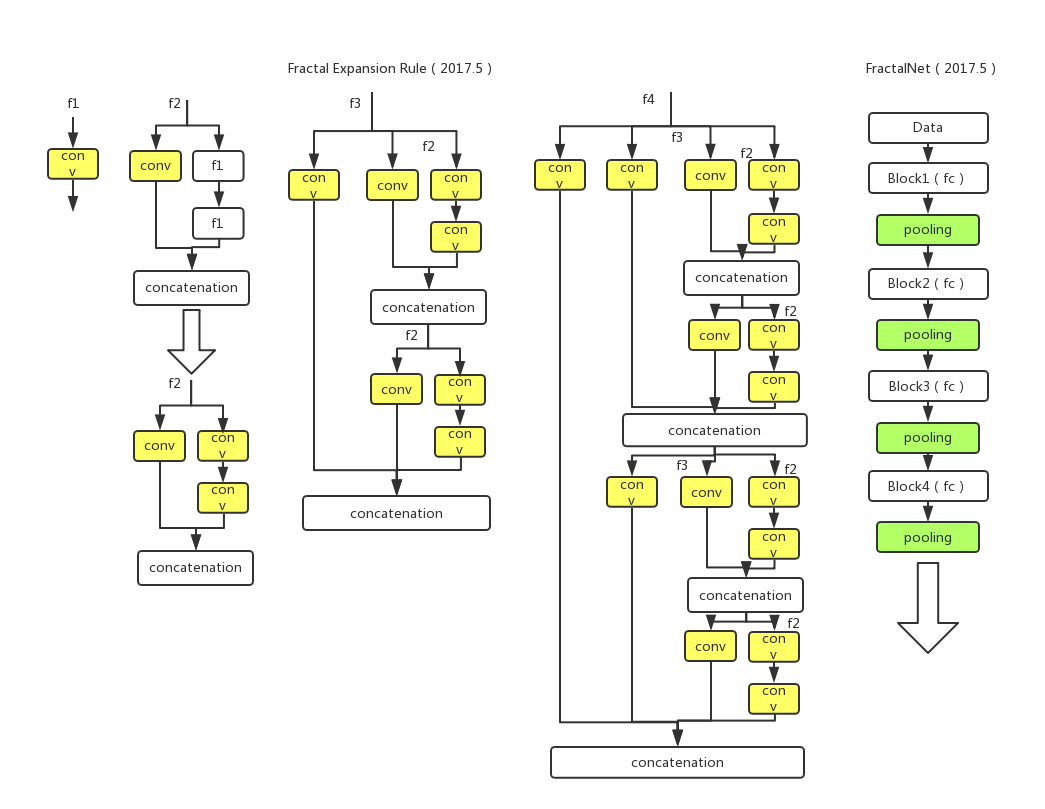 Fractal Expansion Rule ( 2017.5 )
FractalNet ( 2017.5 )
f1
con
v
f2
conv
f1
f1
concatenation
f2
conv
con
v
con
v
concatenation
f3
f2
con
v
conv
con
v
con
v
concatenation
f2
conv
con
v
con
v
concatenation
f4
f3
f2
con
v
con
v
conv
con
v
con
v
concatenation
f2
conv
con
v
con
v
concatenation
f3
f2
con
v
conv
con
v
con
v
concatenation
f2
conv
con
v
con
v
concatenation
Data
Block1 ( fc )
pooling
Block2 ( fc )
pooling
Block3 ( fc )
pooling
Block4 ( fc )
pooling